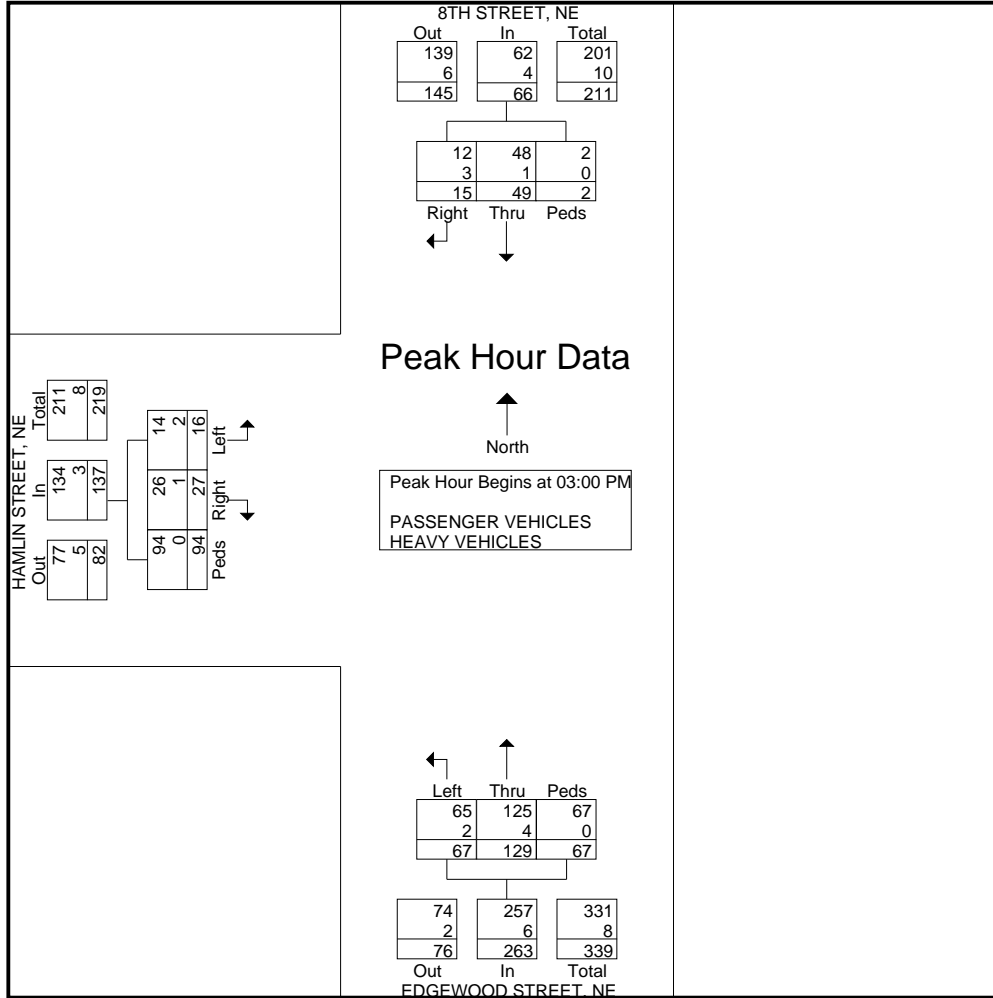 8TH STREET, NE
Out In Total
139 62 201
6 4 10
145 66 211
12 48 2
3 1 0
15 49 2
Right Thru Peds
Peak Hour Data
North
Peak Hour Begins at 03:00 PM
PASSENGER VEHICLES
HEAVY VEHICLES
HAMLIN STREET, NE
Out In Total
77 134 211
5 3 8
82 137 219
94 26 14
0 1 2
94 27 16
Peds Right Left
Left Thru Peds
65 125 67
2 4 0
67 129 67
74 257 331
2 6 8
76 263 339
Out In Total
EDGEWOOD STREET, NE